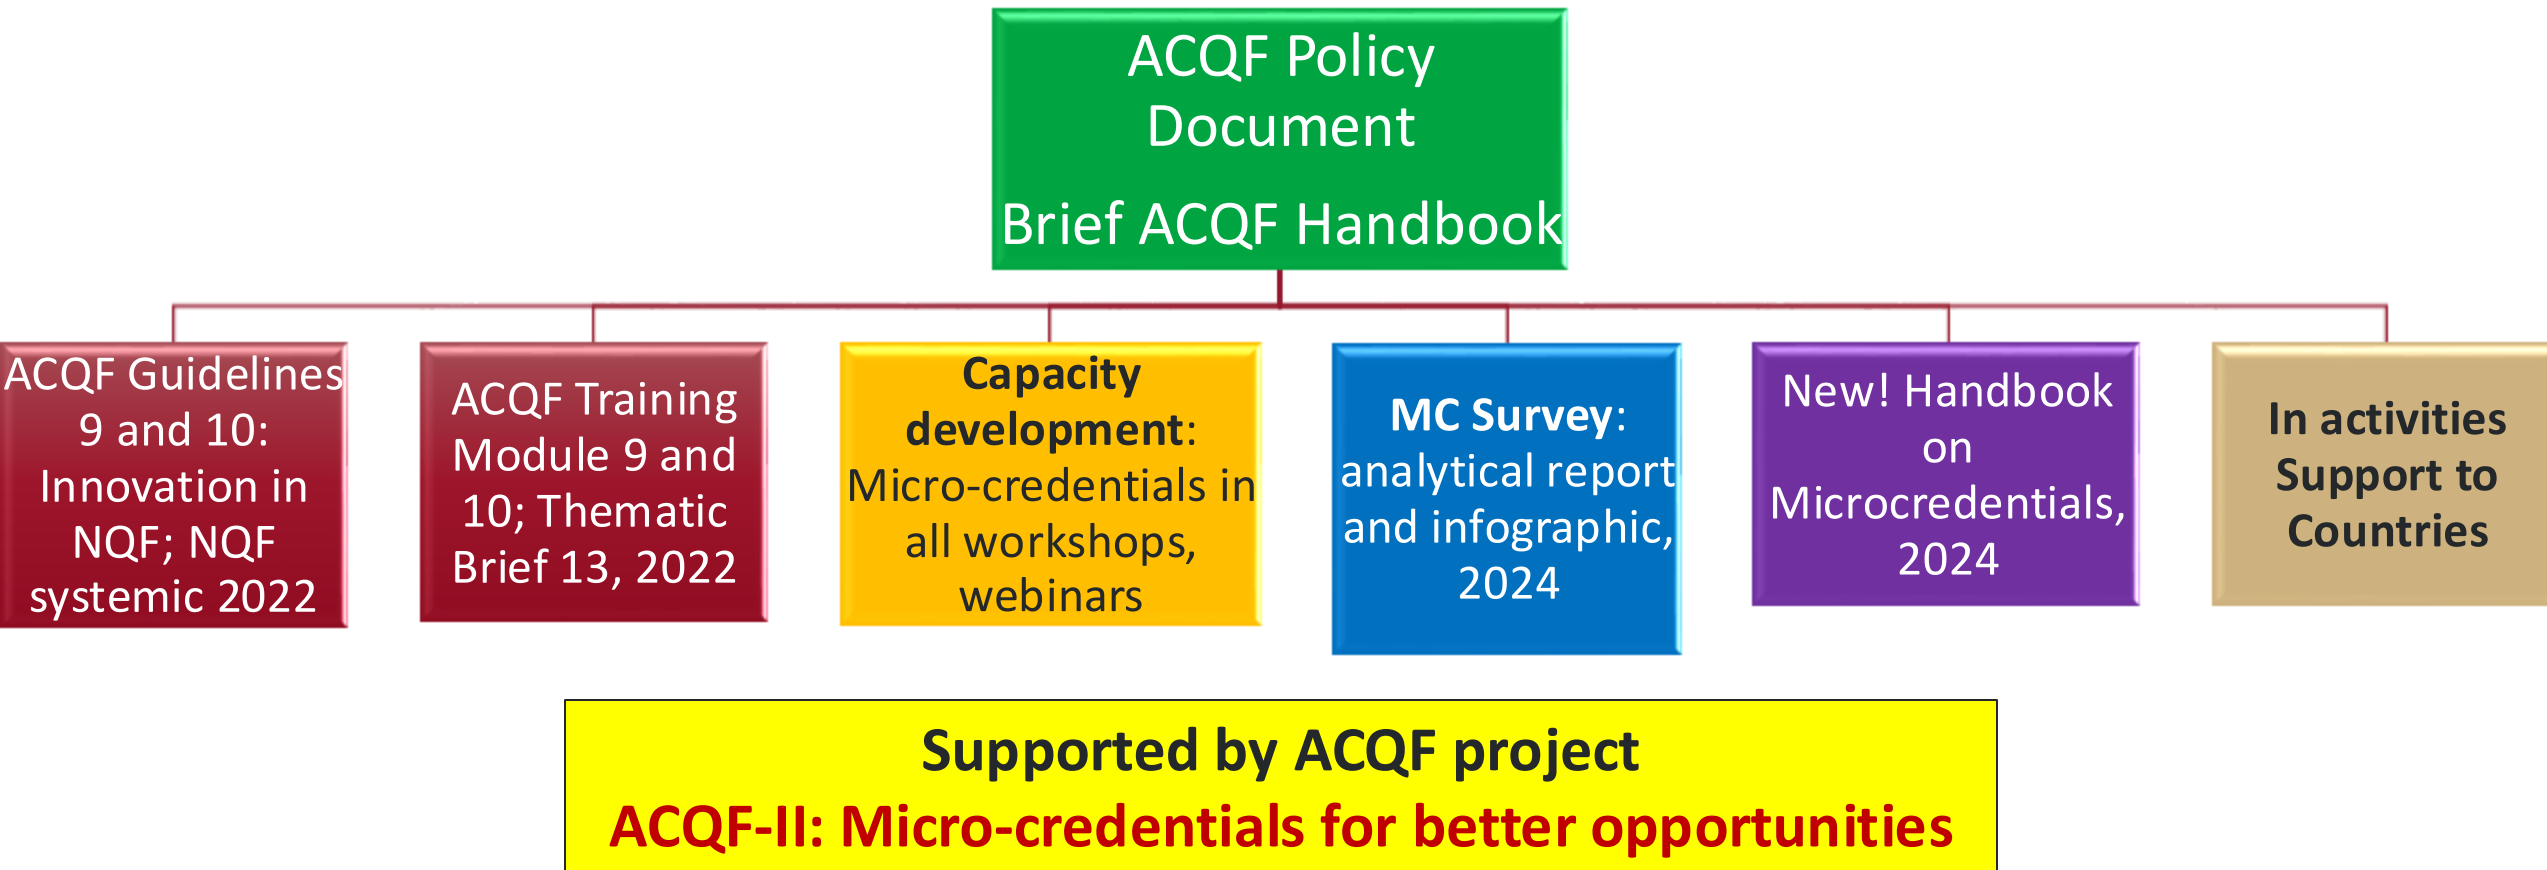 ACQF Policy
Document
Brief ACQF Handbook
ACQF Guidelines
9 and 10:
Innovation in
NQF; NQF
systemic 2022
ACQF Training
Module 9 and
10; Thematic
Brief 13, 2022
Capacity
development:
Micro-credentials in
all workshops,
webinars
MC Survey:
analytical report
and infographic,
2024
New! Handbook
on
Microcredentials,
2024
In activities
Support to
Countries
Supported by ACQF project
ACQF-II: Micro-credentials for better opportunities